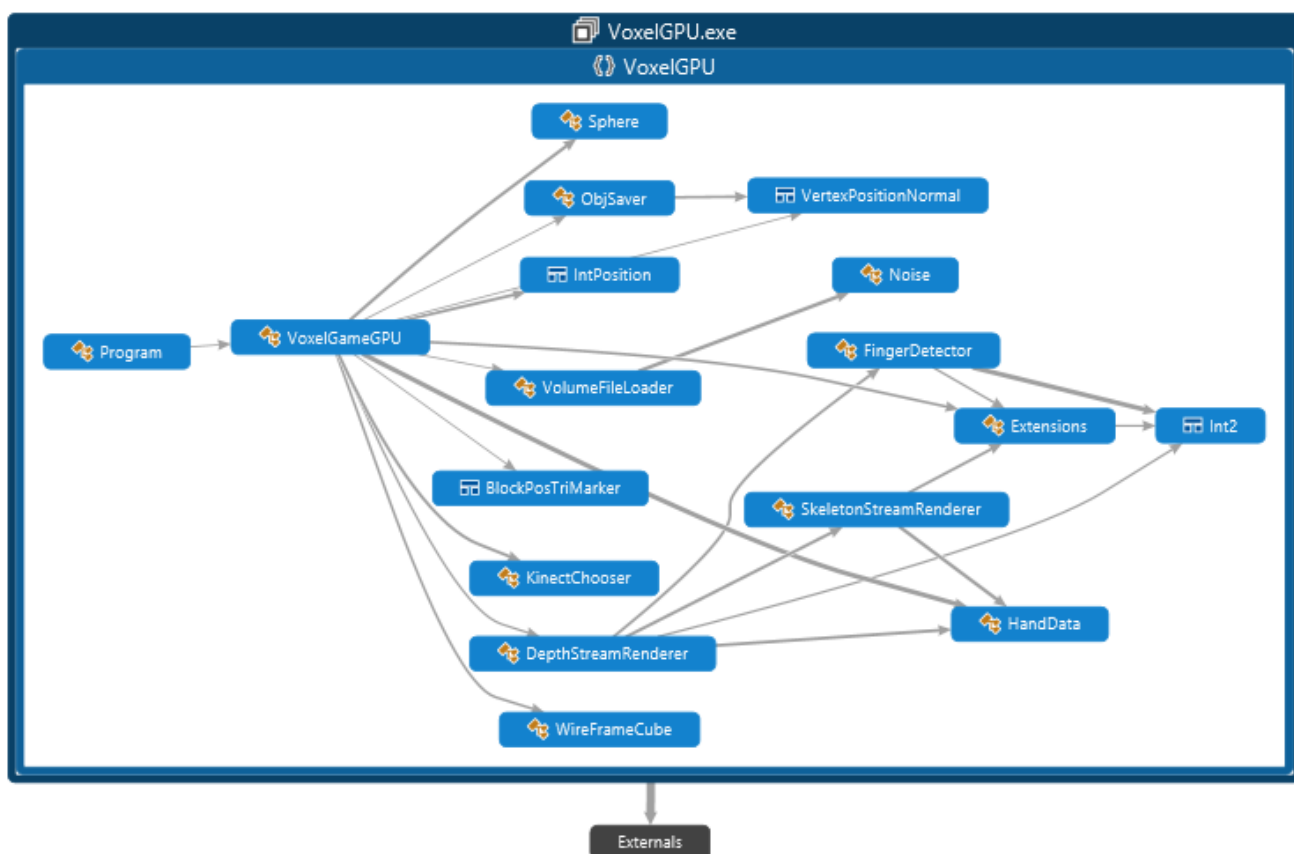 VoxelGPU.exe
VoxelGPU
Sphere
ObjSaver
VertexPositionNormal
IntPosition
Noise
Program
VoxelGameGPU
FingerDetector
VolumeFileLoader
Extensions
Int2
BlockPosTriMarker
SkeletonStreamRenderer
KinectChooser
HandData
DepthStreamRenderer
WireFrameCube
Externals